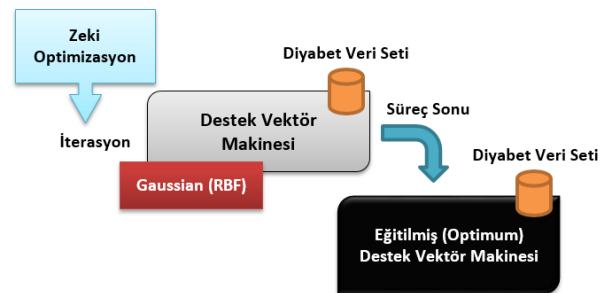 Zeki
Optimizasyon
Diyabet Veri Seti
İterasyon
Destek Vektör
Makinesi
Süreç Sonu
Gaussian (RBF)
Diyabet Veri Seti
Eğitilmiş (Optimum)
Destek Vektör Makinesi